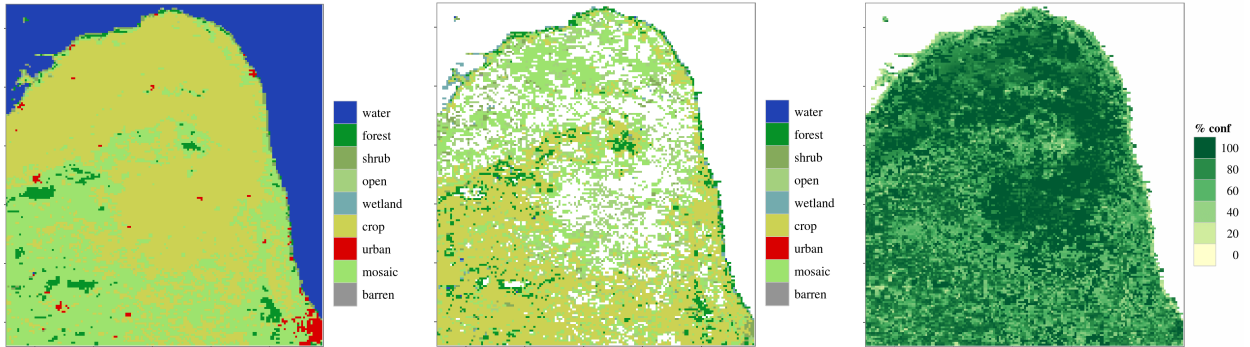 water
forest
shrub
open
wetland
crop
urban
mosaic
barren
water
forest
shrub
open
wetland
crop
urban
mosaic
barren
% conf
100
80
60
40
20
0